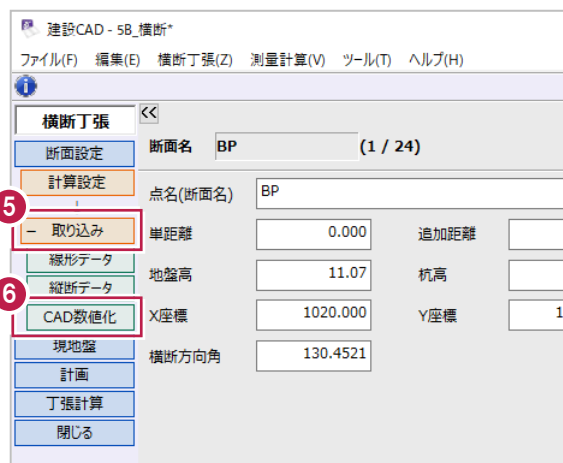 建設CAD - 5B_横断*
ファイル(F) 編集(E) 横断丁張(Z) 測量計算(V) ツール(T) ヘルプ(H)
横断丁張
<<
断面設定
断面名 BP (1 / 24)
計算設定
点名(断面名) BP
5
− 取り込み
単距離 0.000 追加距離
線形データ
地盤高 11.07 杭高
縦断データ
6
CAD数値化
X座標 1020.000 Y座標 1
現地盤
横断方向角 130.4521
計画
丁張計算
閉じる